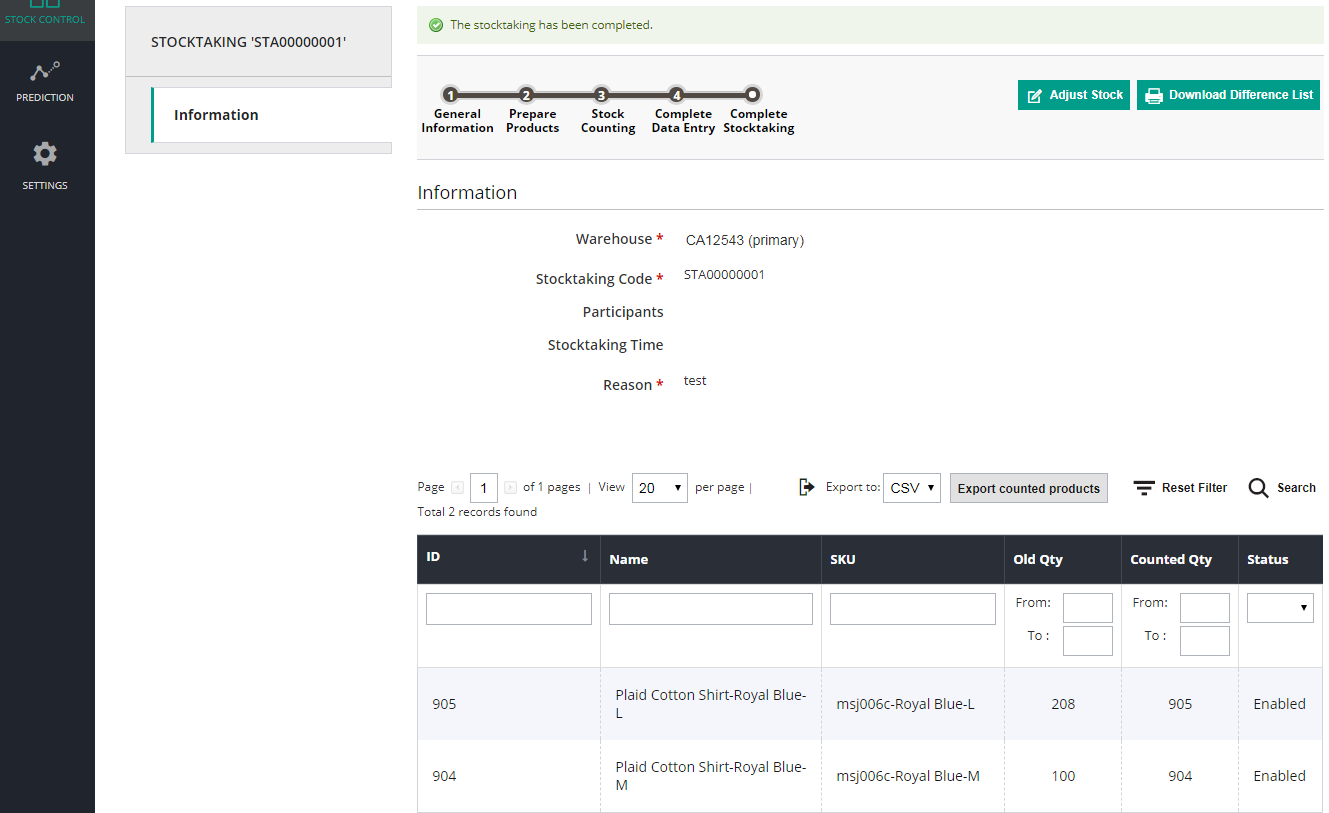 STOCK CONTROL
PREDICTION
SETTINGS
STOCKTAKING 'STA00000001'
Information
The stocktaking has been completed.
1 2 3 4
General Information
Prepare Products
Stock Counting
Complete Data Entry
Complete Stocktaking
Adjust Stock
Download Difference List
Information
Warehouse * CA12543 (primary)
Stocktaking Code * STA00000001
Participants
Stocktaking Time
Reason * test
Page 1 of 1 pages | View 20 per page | Export to: CSV Export counted products Reset Filter Search
Total 2 records found
ID ↓ Name SKU Old Qty Counted Qty Status
From: From:
To : To :
905 Plaid Cotton Shirt-Royal Blue- msj006c-Royal Blue-L 208 905 Enabled
L
904 Plaid Cotton Shirt-Royal Blue- msj006c-Royal Blue-M 100 904 Enabled
M